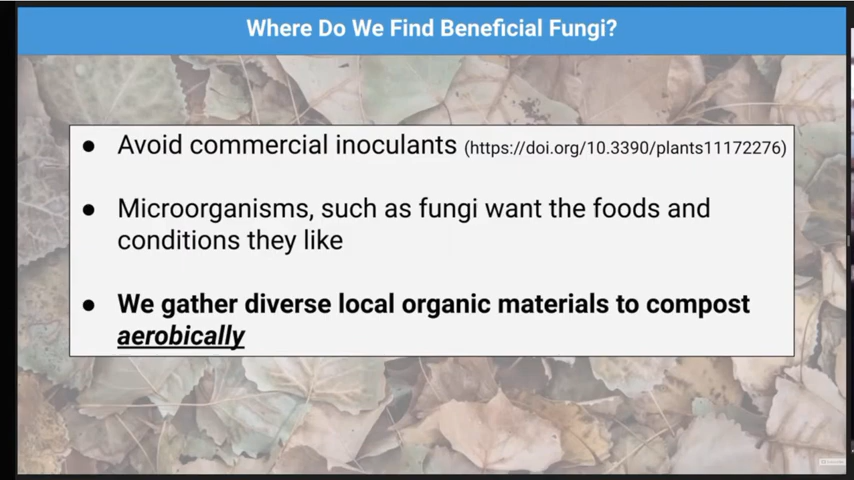 Where Do We Find Beneficial Fungi?
● Avoid commercial inoculants (https://doi.org/10.3390/plants11172276)
● Microorganisms, such as fungi want the foods and
conditions they like
● We gather diverse local organic materials to compost
aerobically